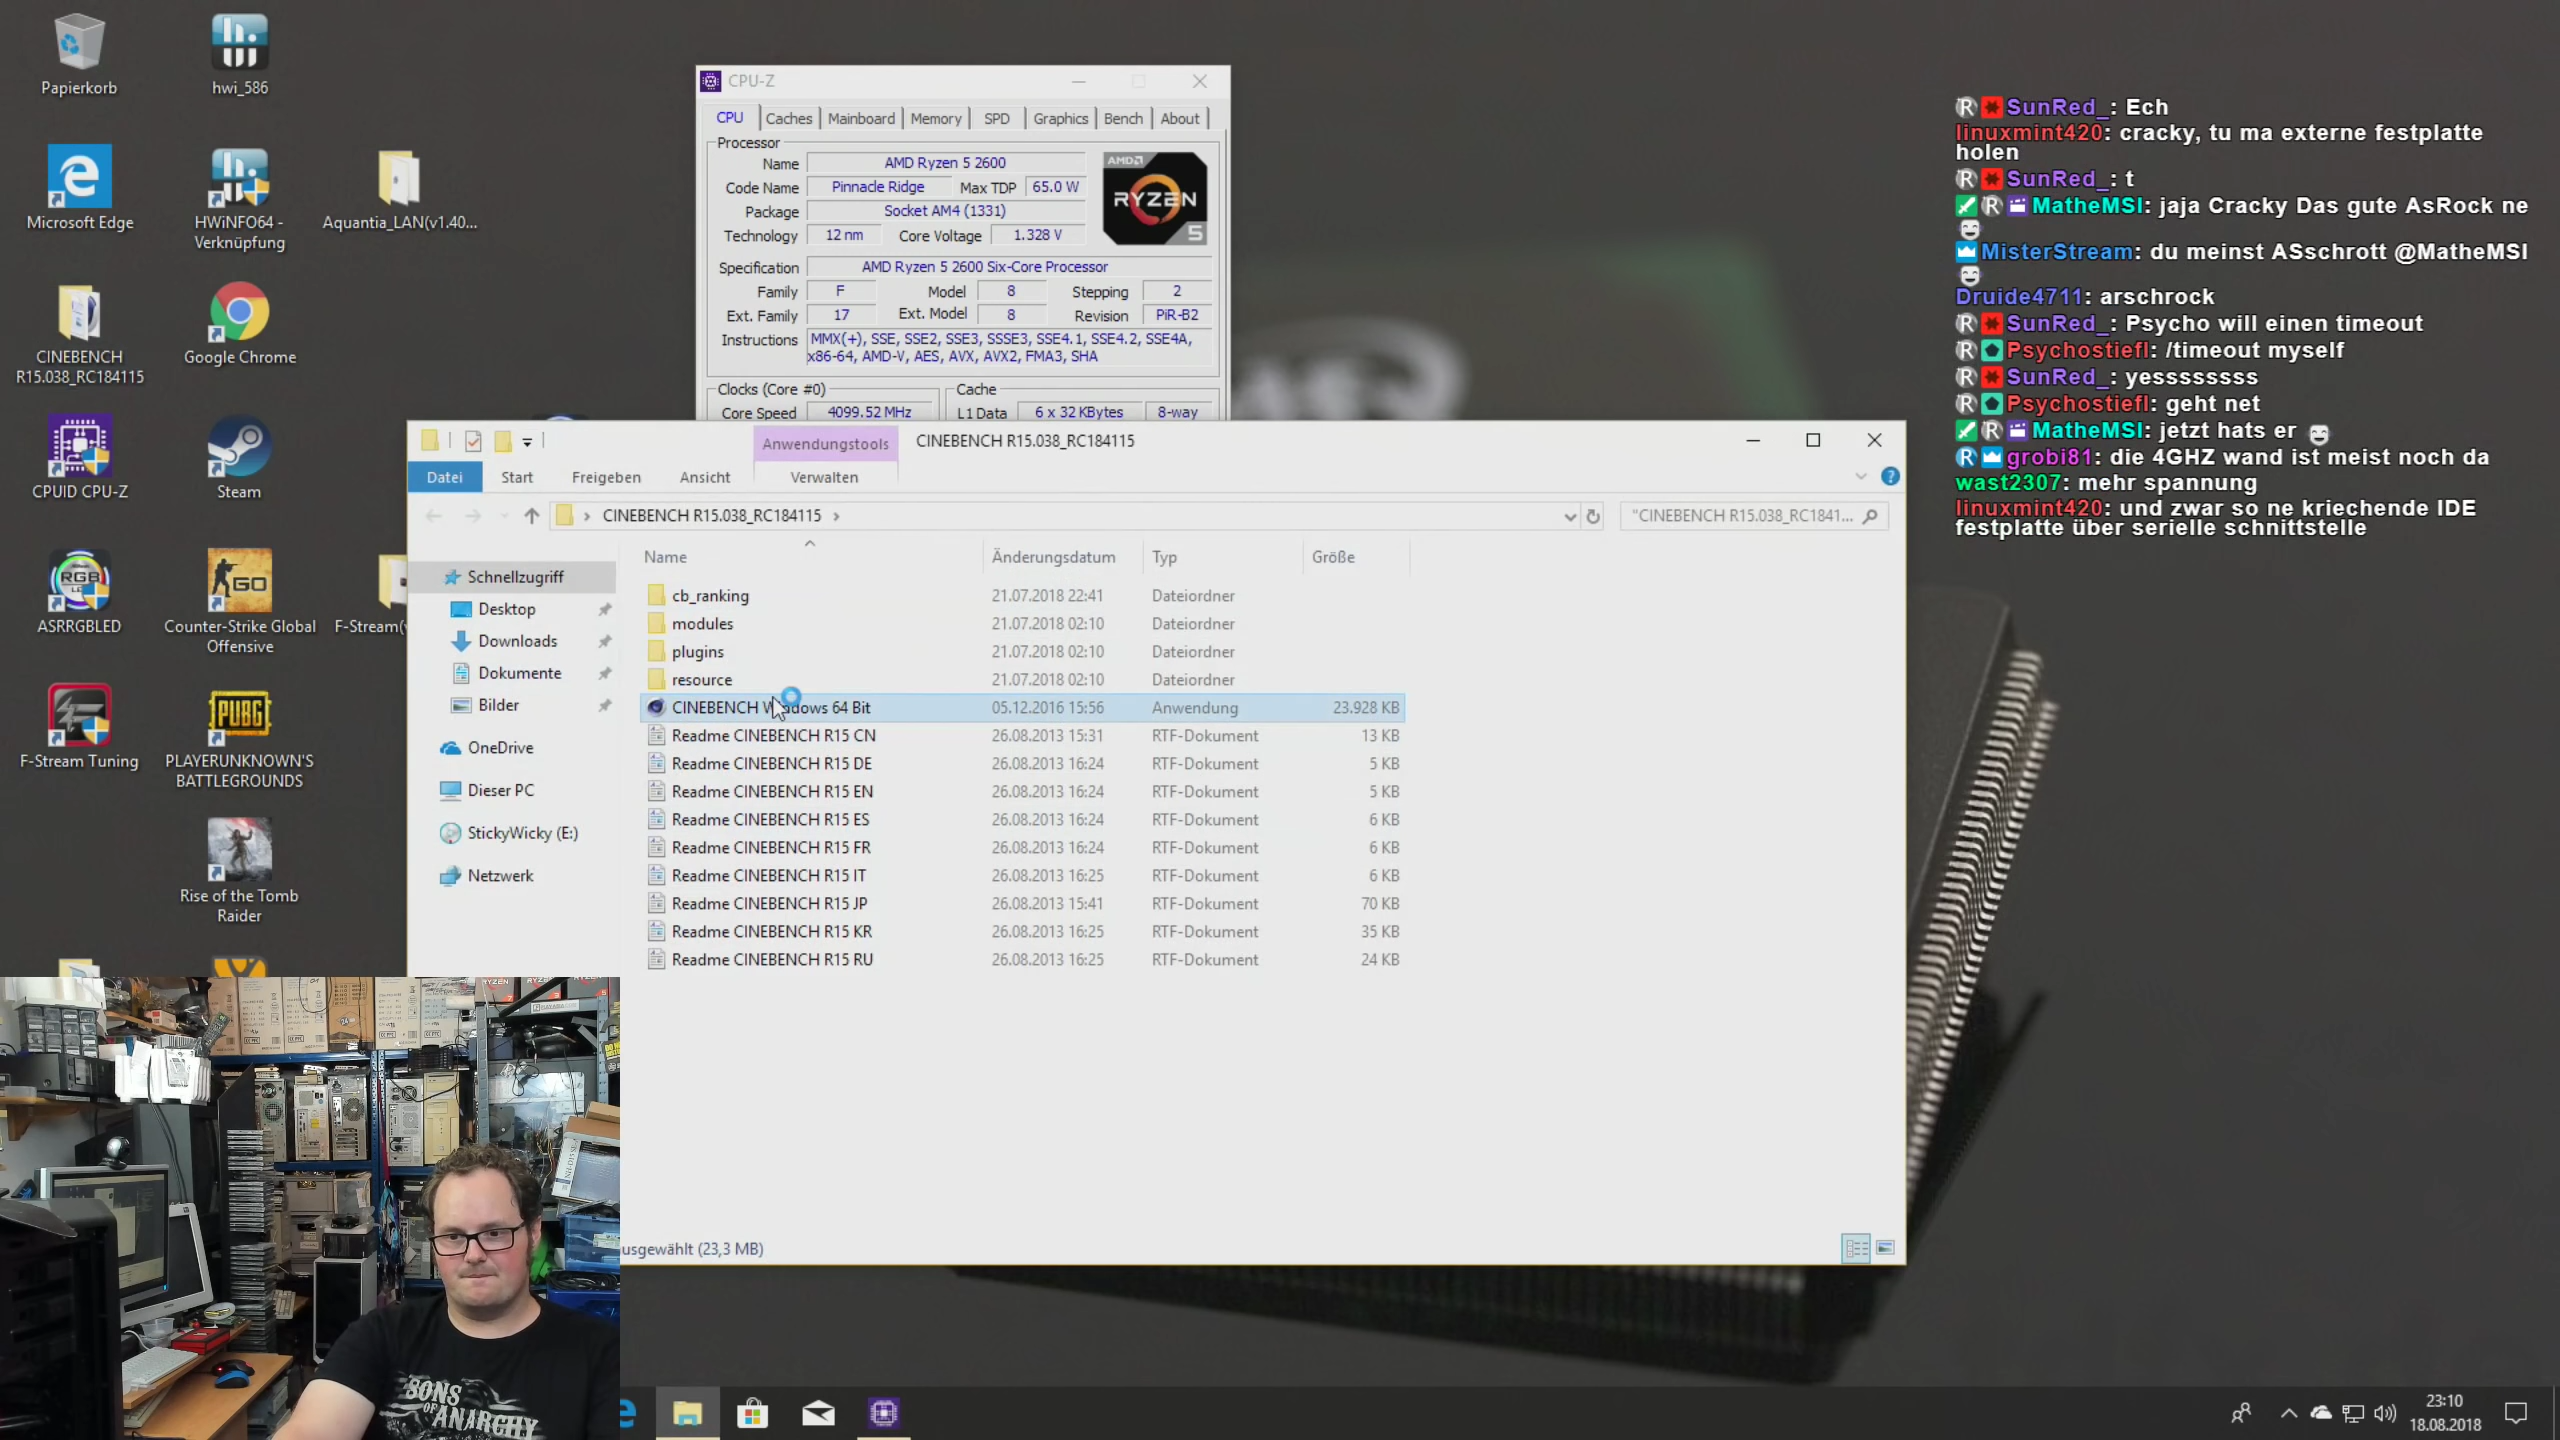 Papierkorb
hwi_586
Microsoft Edge
HWiNFO64 -
Verknüpfung
Aquantia_LAN(v1.40...
CINEBENCH
R15.038_RC184115
Google Chrome
CPUID CPU-Z
Steam
ASRRGBLED
Counter-Strike Global
Offensive
F-Stream(
F-Stream Tuning
PLAYERUNKNOWN'S
BATTLEGROUNDS
Rise of the Tomb
Raider
CPU-Z
CPU
Caches
Mainboard
Memory
SPD
Graphics
Bench
About
Processor
Name AMD Ryzen 5 2600
Code Name Pinnacle Ridge Max TDP 65.0 W
Package Socket AM4 (1331)
Technology 12 nm Core Voltage 1.328 V
AMD
RYZEN
5
Specification AMD Ryzen 5 2600 Six-Core Processor
Family F Model 8 Stepping 2
Ext. Family 17 Ext. Model 8 Revision PiR-B2
Instructions MMX(+), SSE, SSE2, SSE3, SSSE3, SSE4.1, SSE4.2, SSE4A,
x86-64, AMD-V, AES, AVX, AVX2, FMA3, SHA
Clocks (Core #0) Cache
Core Speed 4099.52 MHz L1 Data 6 x 32 KBytes 8-way
Anwendungstools CINEBENCH R15.038_RC184115
Datei Start Freigeben Ansicht Verwalten
CINEBENCH R15.038_RC184115
"CINEBENCH R15.038_RC1841...
Name Änderungsdatum Typ Größe
Schnellzugriff
Desktop
Downloads
Dokumente
Bilder
OneDrive
Dieser PC
StickyWicky (E:)
Netzwerk
cb_ranking 21.07.2018 22:41 Dateiordner
modules 21.07.2018 02:10 Dateiordner
plugins 21.07.2018 02:10 Dateiordner
resource 21.07.2018 02:10 Dateiordner
CINEBENCH Windows 64 Bit 05.12.2016 15:56 Anwendung 23.928 KB
Readme CINEBENCH R15 CN 26.08.2013 15:31 RTF-Dokument 13 KB
Readme CINEBENCH R15 DE 26.08.2013 16:24 RTF-Dokument 5 KB
Readme CINEBENCH R15 EN 26.08.2013 16:24 RTF-Dokument 5 KB
Readme CINEBENCH R15 ES 26.08.2013 16:24 RTF-Dokument 6 KB
Readme CINEBENCH R15 FR 26.08.2013 16:24 RTF-Dokument 6 KB
Readme CINEBENCH R15 IT 26.08.2013 16:25 RTF-Dokument 6 KB
Readme CINEBENCH R15 JP 26.08.2013 15:41 RTF-Dokument 70 KB
Readme CINEBENCH R15 KR 26.08.2013 16:25 RTF-Dokument 35 KB
Readme CINEBENCH R15 RU 26.08.2013 16:25 RTF-Dokument 24 KB
usgewählt (23,3 MB)
SunRed_: Ech
linuxmint420: cracky, tu ma externe festplatte
holen
SunRed_: t
MatheMSI: jaja Cracky Das gute AsRock ne
MisterStream: du meinst ASschrott @MatheMSI
Druide4711: arschrock
SunRed_: Psycho will einen timeout
Psychostiefl: /timeout myself
SunRed_: yessssssss
Psychostiefl: geht net
MatheMSI: jetzt hats er
grobi81: die 4GHZ wand ist meist noch da
wast2307: mehr spannung
linuxmint420: und zwar so ne kriechende IDE
festplatte über serielle schnittstelle
SONS
OF ANARCHY
23:10
18.08.2018